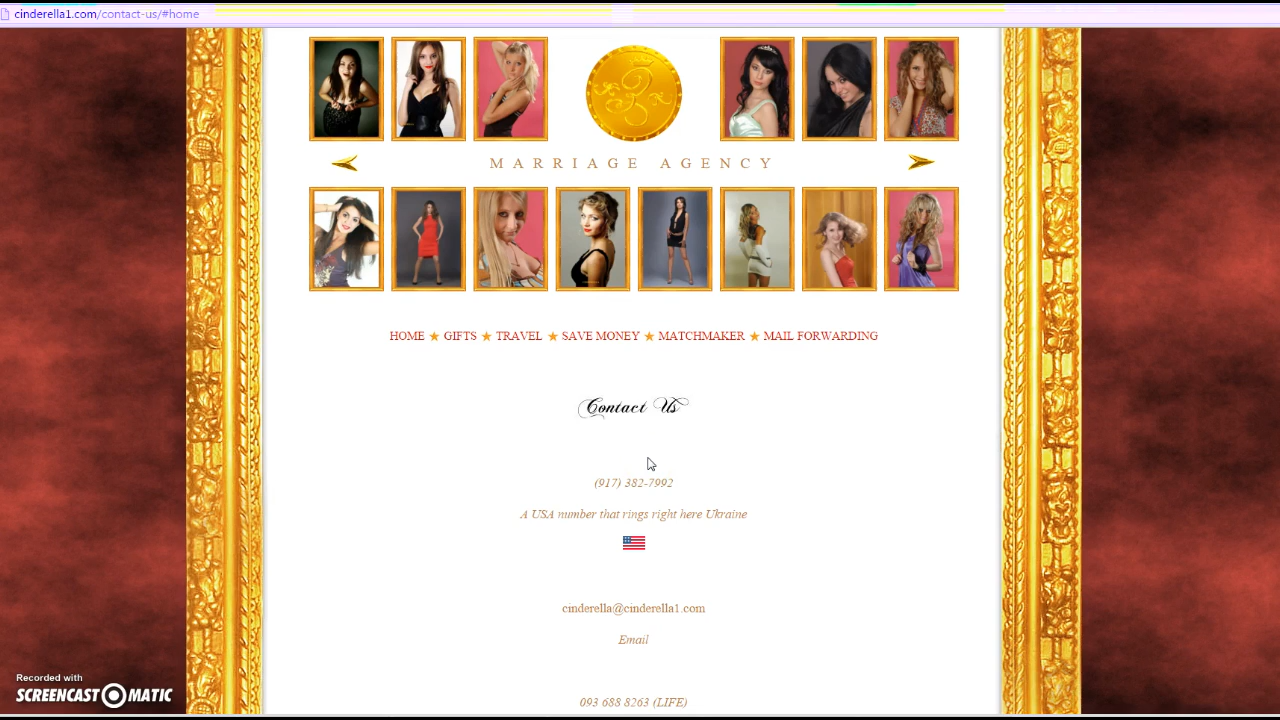 cinderella1.com/contact-us/#home
MARRIAGE AGENCY
HOME ★ GIFTS ★ TRAVEL ★ SAVE MONEY ★ MATCHMAKER ★ MAIL FORWARDING
Contact Us
(917) 382-7992
A USA number that rings right here Ukraine
cinderella@cinderella1.com
Email
093 688 8263 (LIFE)
Recorded with
SCREENCAST O MATIC